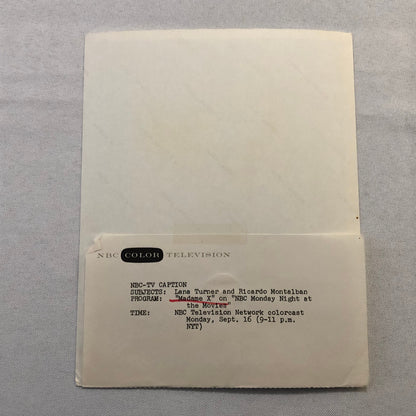 NBC COLOR TELEVISION
NBC-TV CAPTION
SUBJECTS: Lana Turner and Ricardo Montalban
PROGRAM: "Madame X" on "NBC Monday Night at
the Movies"
TIME: NBC Television Network colorcast
Monday, Sept. 16 (9-11 p.m.
NYT)